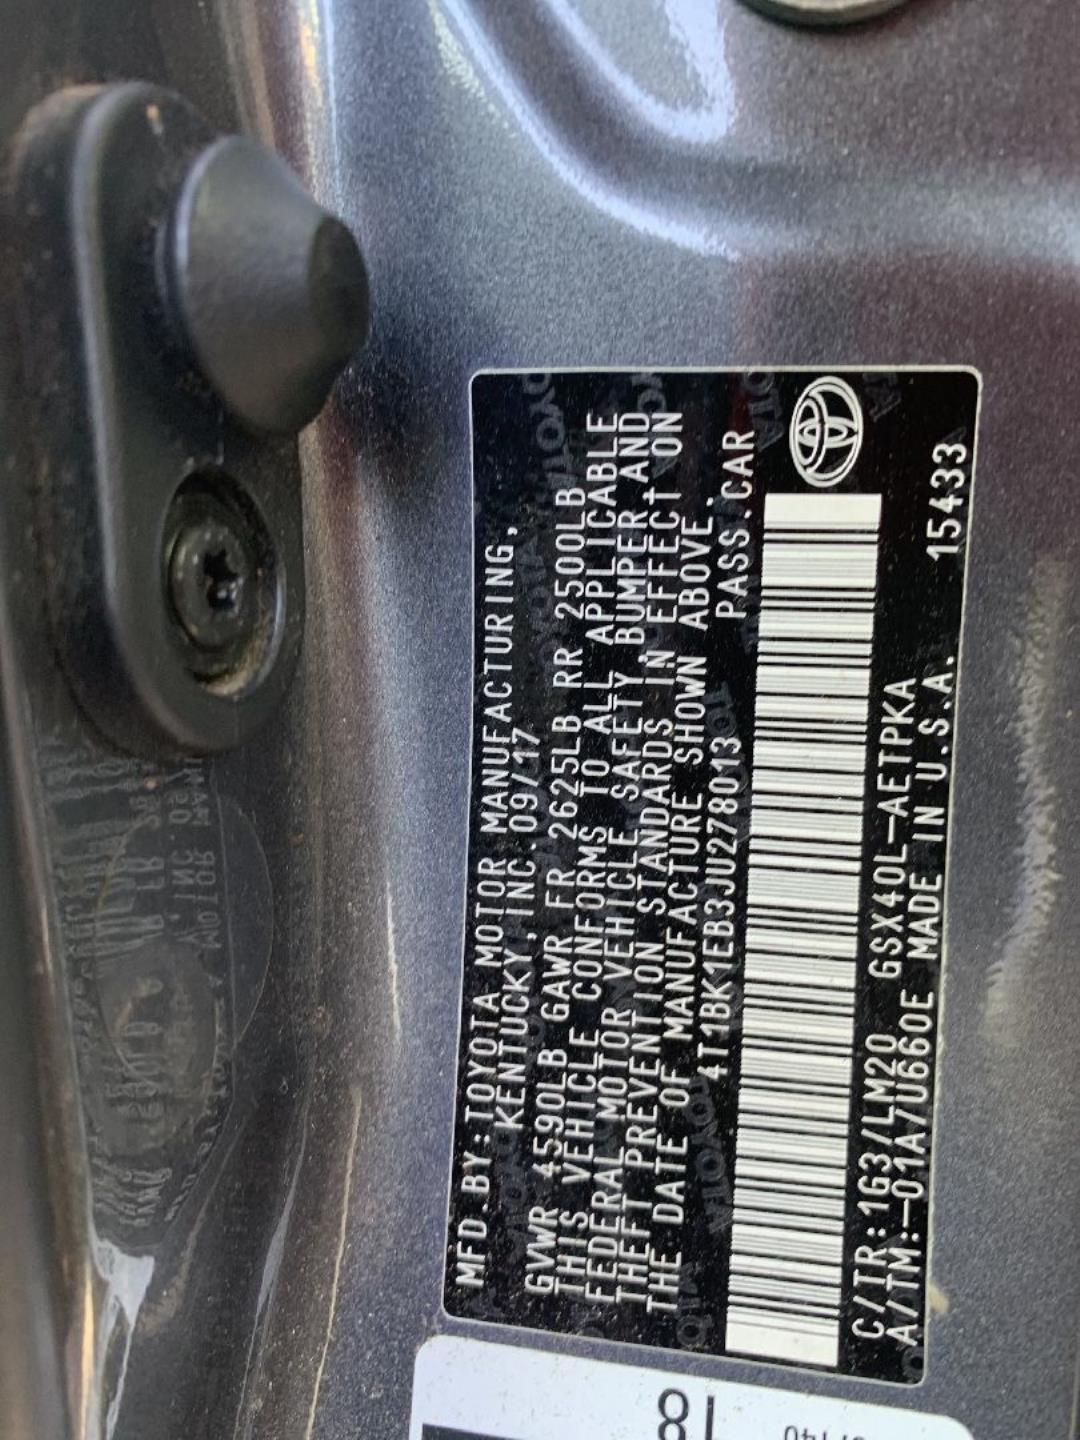 MFD.BY:TOYOTA MOTOR MANUFACTURING,
KENTUCKY,INC.09/17
GVWR 4590LB GAWR FR 2625LB RR 2500LB
THIS VEHICLE CONFORMS TO ALL APPLICABLE
FEDERAL MOTOR VEHICLE SAFETY,BUMPER,AND
THEFT PREVENTION STANDARDS IN EFFECT ON
THE DATE OF MANUFACTURE SHOWN ABOVE.
4T1BK1EB3JU278013 PASS.CAR
C/TR:1G3/LM20 GSX40L-AETPKA
A/TM:-01A/U660E MADE IN U.S.A. 15433
18